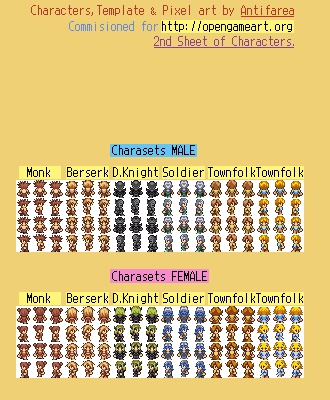 Characters, Template & Pixel art by Antifarea
Commisioned for http://opengameart.org
2nd Sheet of Characters.
Charasets MALE
Monk Berserk D.Knight Soldier Townfolk Townfolk
Charasets FEMALE
Monk Berserk D.Knight Soldier Townfolk Townfolk